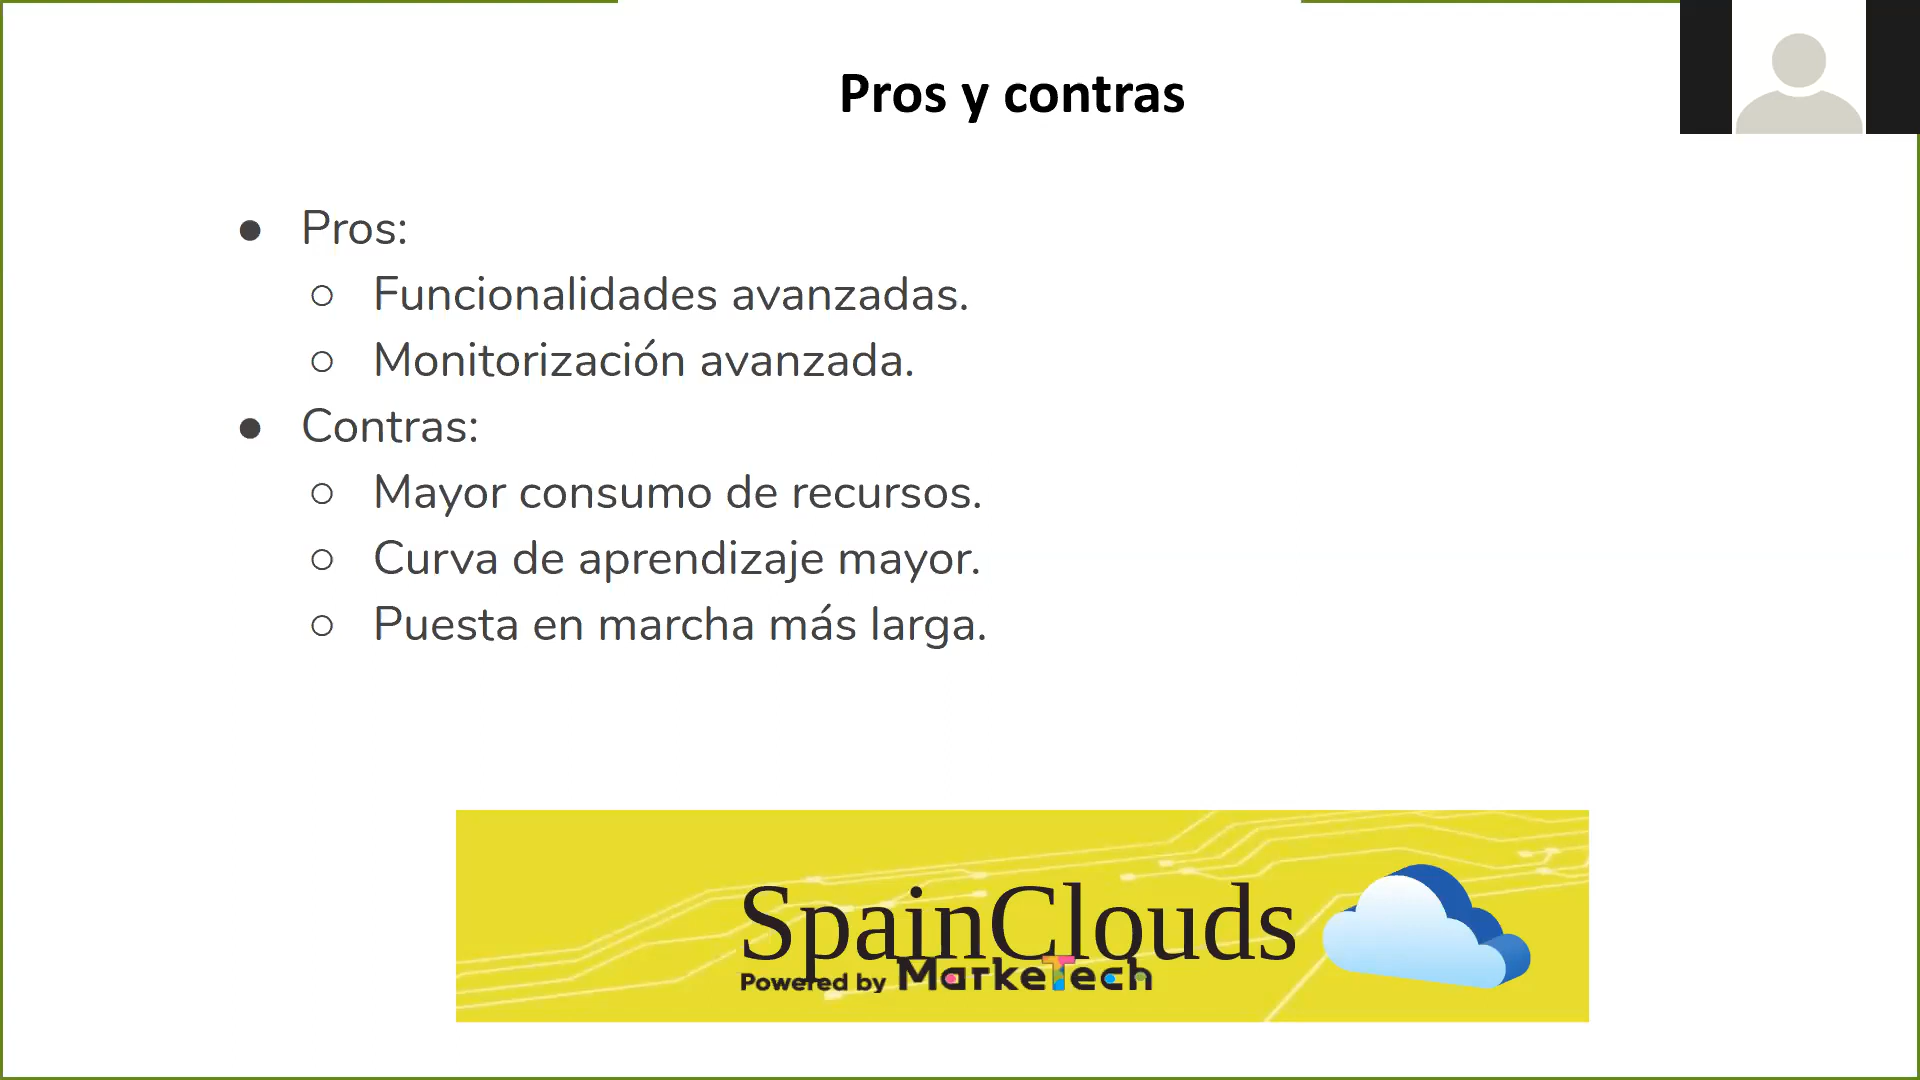 Pros y contras
● Pros:
○ Funcionalidades avanzadas.
○ Monitorización avanzada.
● Contras:
○ Mayor consumo de recursos.
○ Curva de aprendizaje mayor.
○ Puesta en marcha más larga.
SpainClouds
Powered by MarkeTech